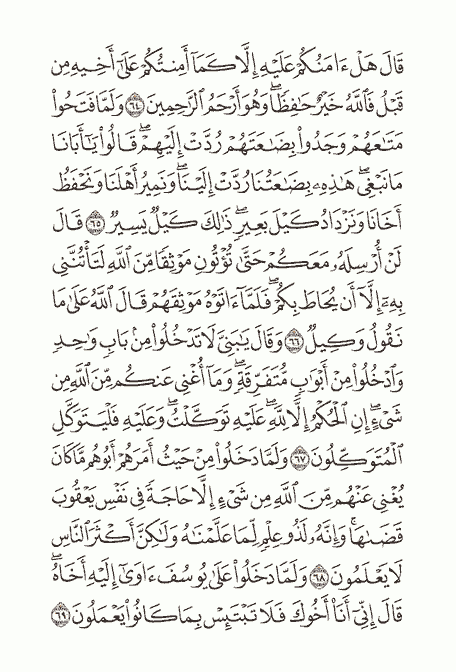 قَالَ هَلْ ءَامَنُكُمْ عَلَيْهِ إِلَّا كَمَآ أَمِنتُكُمْ عَلَىٰٓ أَخِيهِ مِن
قَبْلُ فَٱللَّهُ خَيْرٌ حَٰفِظًاۖ وَهُوَ أَرْحَمُ ٱلرَّٰحِمِينَ ٦٤ وَلَمَّا فَتَحُوا۟
مَتَٰعَهُمْ وَجَدُوا۟ بِضَٰعَتَهُمْ رُدَّتْ إِلَيْهِمْۖ قَالُوا۟ يَٰٓأَبَانَا
مَا نَبْغِىۖ هَٰذِهِۦ بِضَٰعَتُنَا رُدَّتْ إِلَيْنَاۖ وَنَمِيرُ أَهْلَنَا وَنَحْفَظُ
أَخَانَا وَنَزْدَادُ كَيْلَ بَعِيرٍۖ ذَٰلِكَ كَيْلٌ يَسِيرٌ ٦٥ قَالَ
لَنْ أُرْسِلَهُۥ مَعَكُمْ حَتَّىٰ تُؤْتُونِ مَوْثِقًا مِّنَ ٱللَّهِ لَتَأْتُنَّنِى
بِهِۦٓ إِلَّآ أَن يُحَاطَ بِكُمْۖ فَلَمَّآ ءَاتَوْهُ مَوْثِقَهُمْ قَالَ ٱللَّهُ عَلَىٰ مَا
نَقُولُ وَكِيلٌ ٦٦ وَقَالَ يَٰبَنِىَّ لَا تَدْخُلُوا۟ مِنۢ بَابٍ وَٰحِدٍ
وَٱدْخُلُوا۟ مِنْ أَبْوَٰبٍ مُّتَفَرِّقَةٍۖ وَمَآ أُغْنِى عَنكُم مِّنَ ٱللَّهِ مِن
شَىْءٍۖ إِنِ ٱلْحُكْمُ إِلَّا لِلَّهِۖ عَلَيْهِ تَوَكَّلْتُۖ وَعَلَيْهِ فَلْيَتَوَكَّلِ
ٱلْمُتَوَكِّلُونَ ٦٧ وَلَمَّا دَخَلُوا۟ مِنْ حَيْثُ أَمَرَهُمْ أَبُوهُم مَّا كَانَ
يُغْنِى عَنْهُم مِّنَ ٱللَّهِ مِن شَىْءٍ إِلَّا حَاجَةً فِى نَفْسِ يَعْقُوبَ
قَضَىٰهَاۚ وَإِنَّهُۥ لَذُو عِلْمٍ لِّمَا عَلَّمْنَٰهُ وَلَٰكِنَّ أَكْثَرَ ٱلنَّاسِ
لَا يَعْلَمُونَ ٦٨ وَلَمَّا دَخَلُوا۟ عَلَىٰ يُوسُفَ ءَاوَىٰٓ إِلَيْهِ أَخَاهُۖ
قَالَ إِنِّىٓ أَنَا۠ أَخُوكَ فَلَا تَبْتَئِسْ بِمَا كَانُوا۟ يَعْمَلُونَ ٦٩